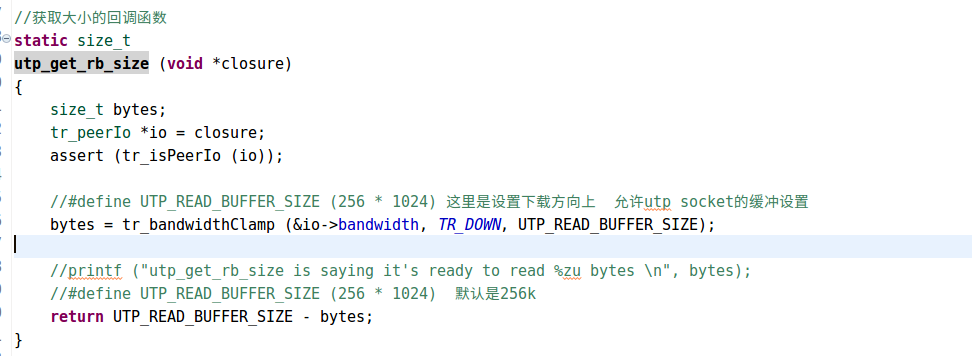 //获取大小的回调函数
static size_t
utp_get_rb_size (void *closure)
{
    size_t bytes;
    tr_peerIo *io = closure;
    assert (tr_isPeerIo (io));
    //#define UTP_READ_BUFFER_SIZE (256 * 1024) 这里是设置下载方向上  允许utp socket的缓冲设置
    bytes = tr_bandwidthClamp (&io->bandwidth, TR_DOWN, UTP_READ_BUFFER_SIZE);
    //printf ("utp_get_rb_size is saying it's ready to read %zu bytes \n", bytes);
    //#define UTP_READ_BUFFER_SIZE (256 * 1024)  默认是256k
    return UTP_READ_BUFFER_SIZE - bytes;
}